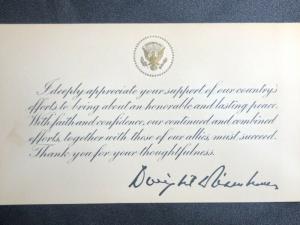 I deeply appreciate your support of our country's
efforts to bring about an honorable and lasting peace.
With faith and confidence, our continued and combined
efforts, together with those of our allies, must succeed.
Thank you for your thoughtfulness.
Dwight D Eisenhower